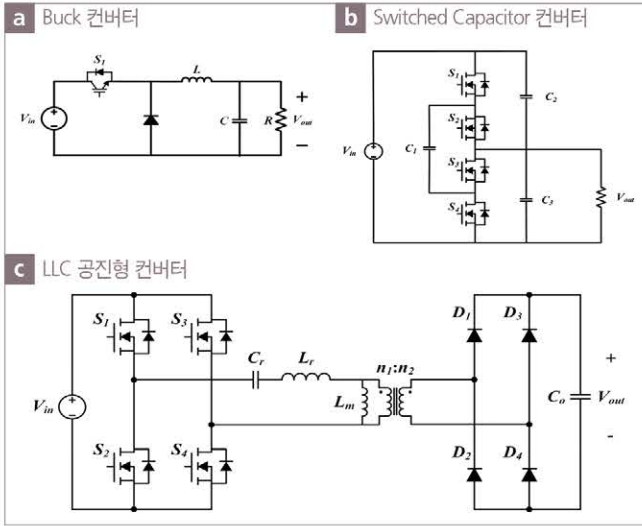 a Buck 컨버터
S1
L
Vin
C
R
+
Vout
−
b Switched Capacitor 컨버터
S1
C2
S2
Vin
C1
S3
C3
S4
Vout
c LLC 공진형 컨버터
S1
S3
D1
D3
Cr
Lr
n1:n2
+
Vin
Lm
Co
Vout
S2
S4
D2
D4
-